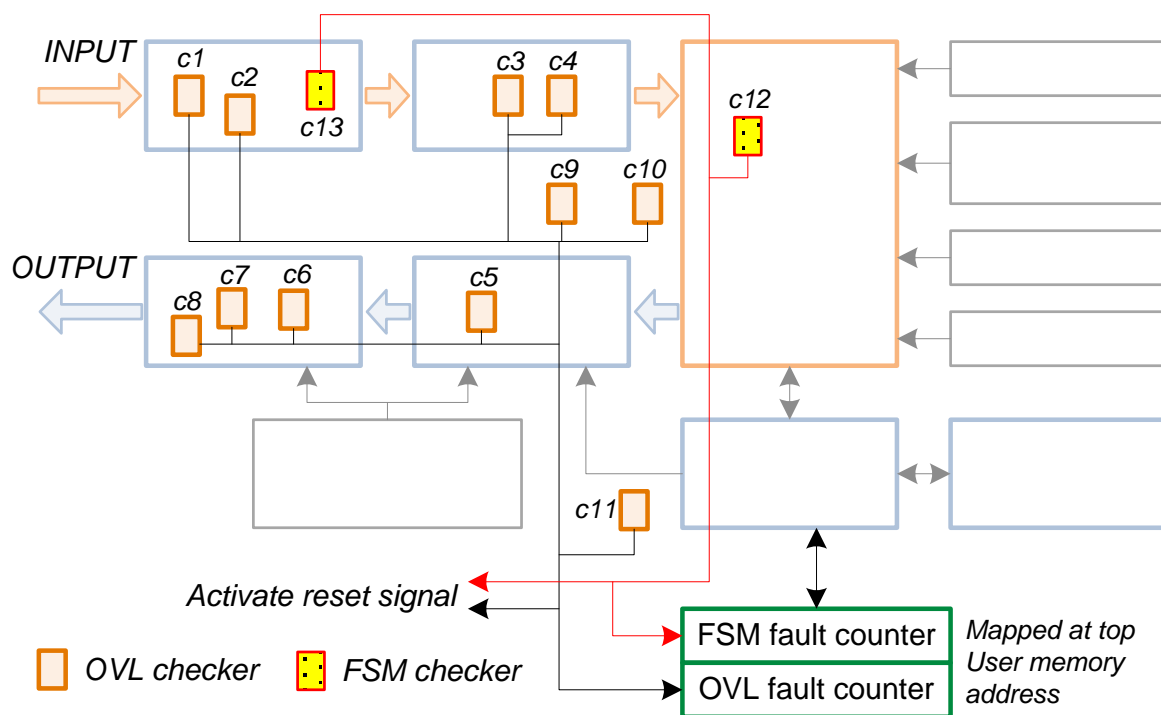 INPUT
c1
c2
c13
c3
c4
c12
c9
c10
OUTPUT
c8
c7
c6
c5
c11
Activate reset signal
FSM fault counter
OVL fault counter
Mapped at top
User memory
address
OVL checker
FSM checker